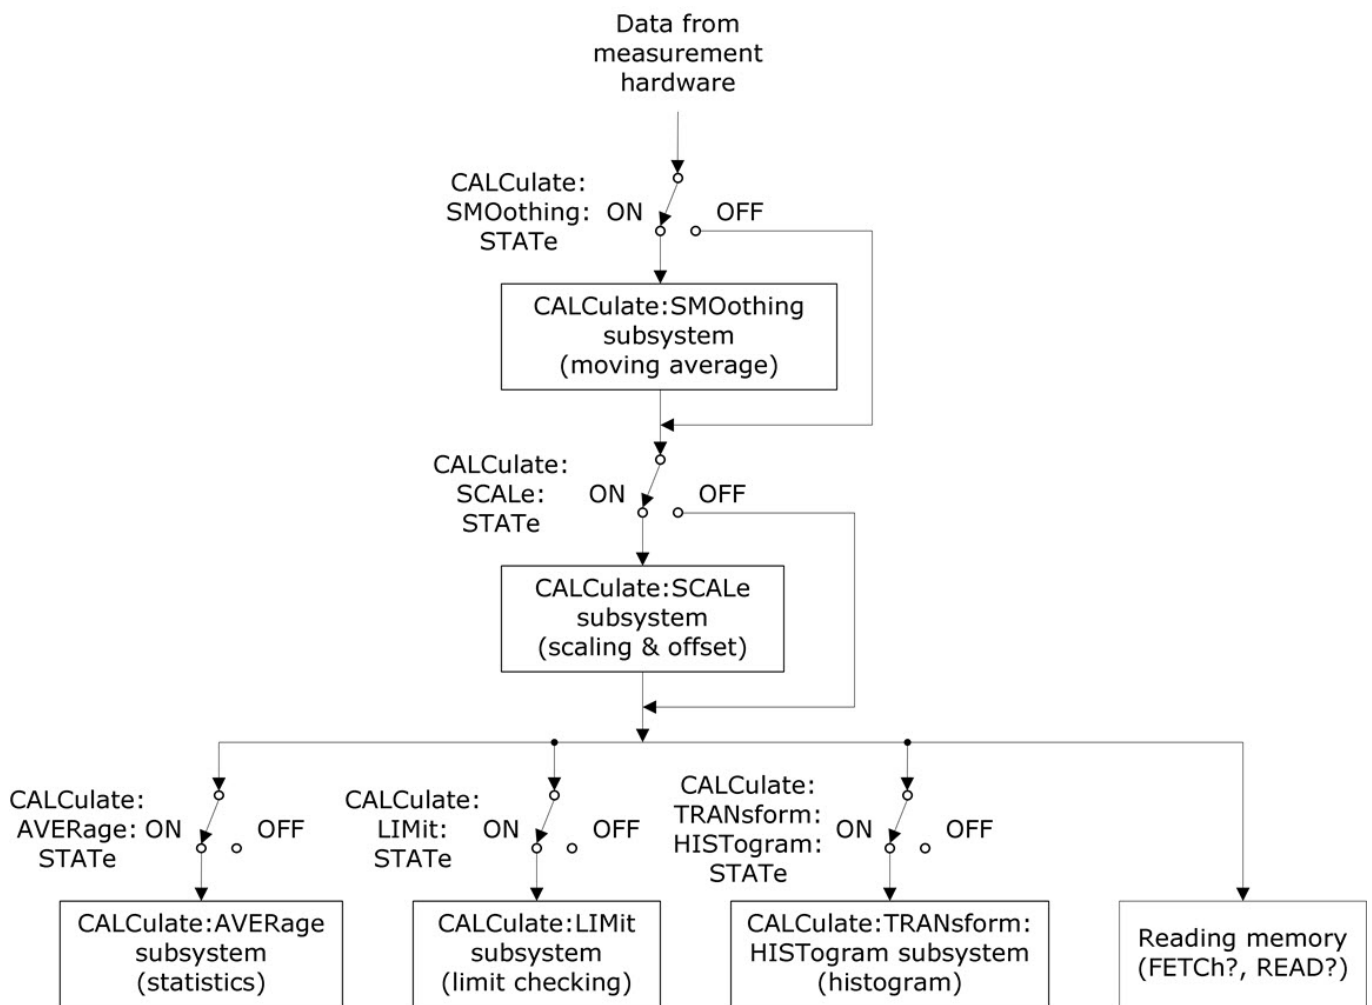 Data from
measurement
hardware
CALCulate:
SMOothing: ON OFF
STATe
CALCulate:SMOothing
subsystem
(moving average)
CALCulate:
SCALe: ON OFF
STATe
CALCulate:SCALe
subsystem
(scaling & offset)
CALCulate:
AVERage: ON OFF
STATe
CALCulate:
LIMit: ON OFF
STATe
CALCulate:
TRANsform: ON OFF
HISTogram:
STATe
CALCulate:AVERage
subsystem
(statistics)
CALCulate:LIMit
subsystem
(limit checking)
CALCulate:TRANsform:
HISTogram subsystem
(histogram)
Reading memory
(FETCh?, READ?)